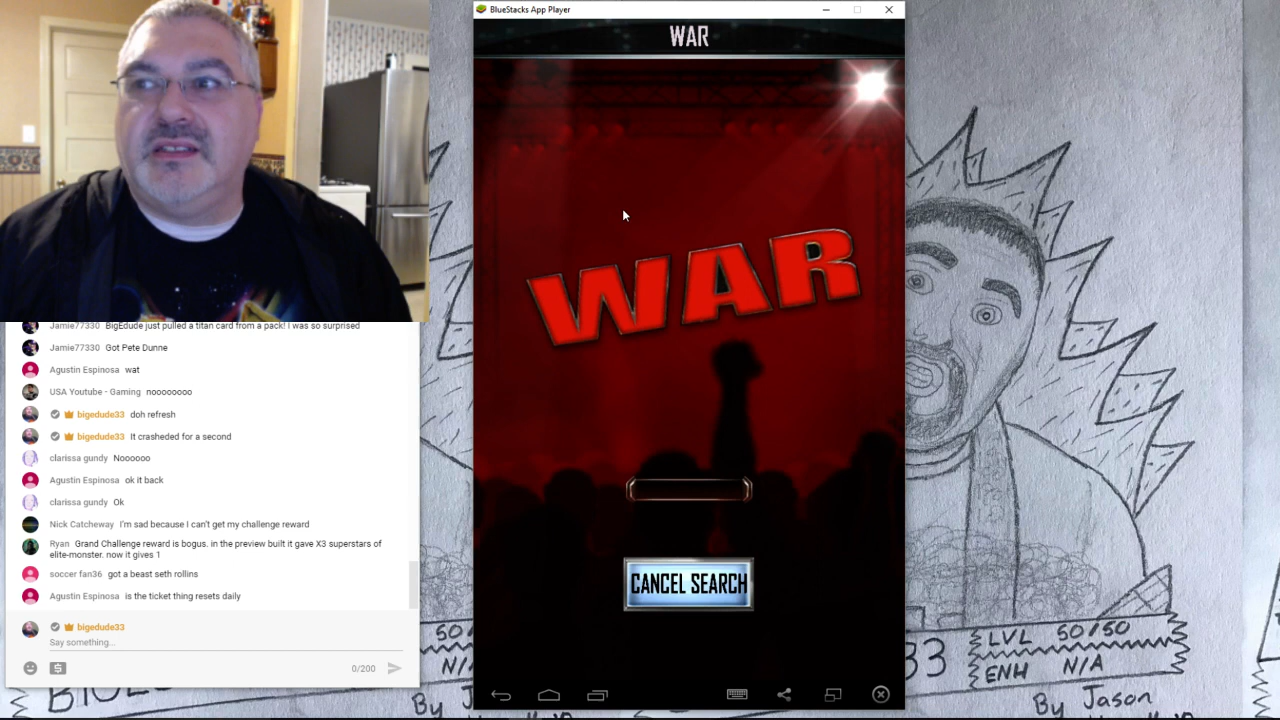 BlueStacks App Player
WAR
WAR
CANCEL SEARCH
Jamie77330 BigEdude just pulled a titan card from a pack! I was so surprised
Jamie77330 Got Pete Dunne
Agustin Espinosa wat
USA Youtube - Gaming noooooooo
bigedude33 doh refresh
bigedude33 It crasheded for a second
clarissa gundy Noooooo
Agustin Espinosa ok it back
clarissa gundy Ok
Nick Catcheway I'm sad because I can't get my challenge reward
Ryan Grand Challenge reward is bogus. in the preview built it gave X3 superstars of
elite-monster. now it gives 1
soccer fan36 got a beast seth rollins
Agustin Espinosa is the ticket thing resets daily
bigedude33
Say something...
0/200
50/
N/A
By J
33
LVL 50/50
ENH N/A
By Jason